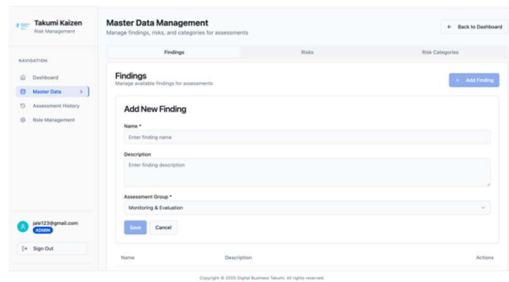 Takumi Kaizen
Risk Management
NAVIGATION
Dashboard
Master Data
Assessment History
Role Management
jale123@gmail.com
ADMIN
Sign Out
Master Data Management
Manage findings, risks, and categories for assessments
Back to Dashboard
Findings
Risks
Risk Categories
Findings
Manage available findings for assessments
+ Add Finding
Add New Finding
Name *
Enter finding name
Description
Enter finding description
Assessment Group *
Monitoring & Evaluation
Save
Cancel
Name
Description
Actions
Copyright © 2025 Digital Business Takumi. All rights reserved.